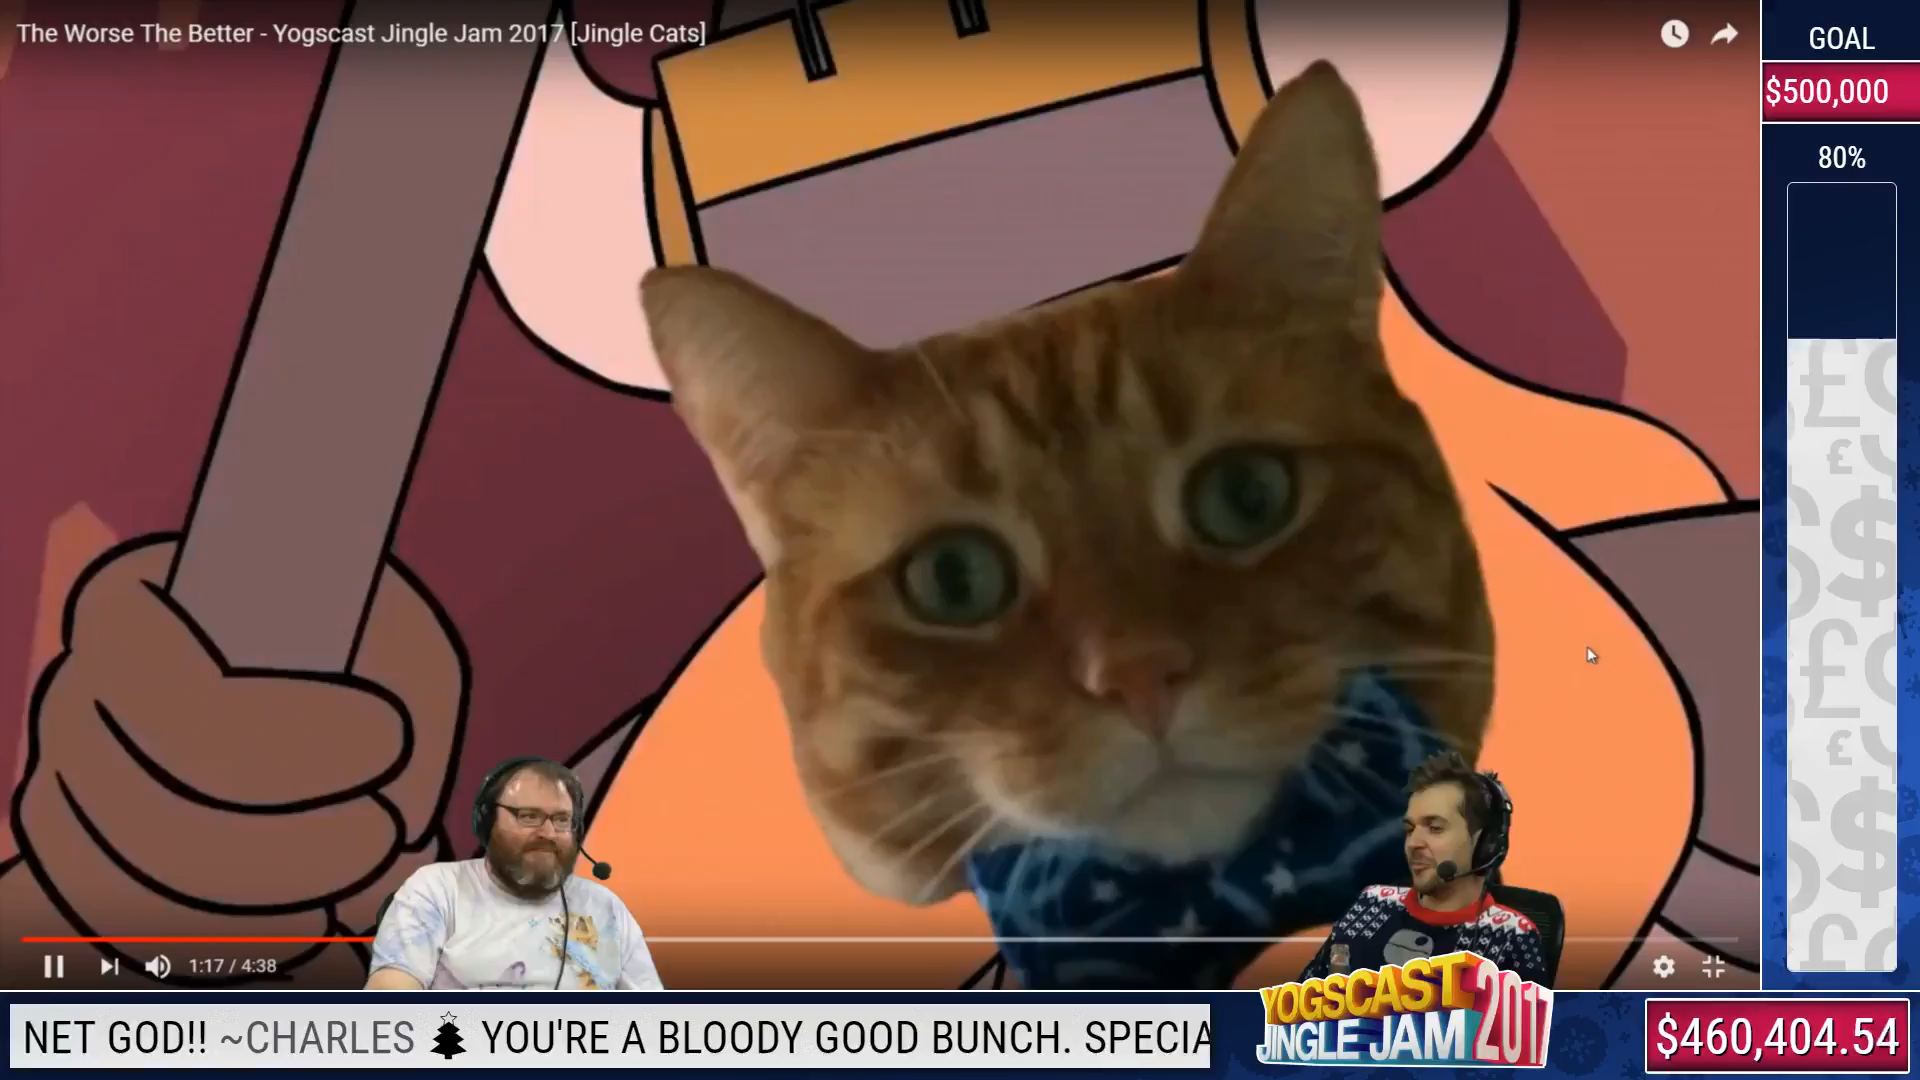 The Worse The Better - Yogscast Jingle Jam 2017 [Jingle Cats]
GOAL
$500,000
80%
1:17 / 4:38
NET GOD!! ~CHARLES YOU'RE A BLOODY GOOD BUNCH. SPECIA
YOGSCAST
JINGLE JAM 2017
$460,404.54